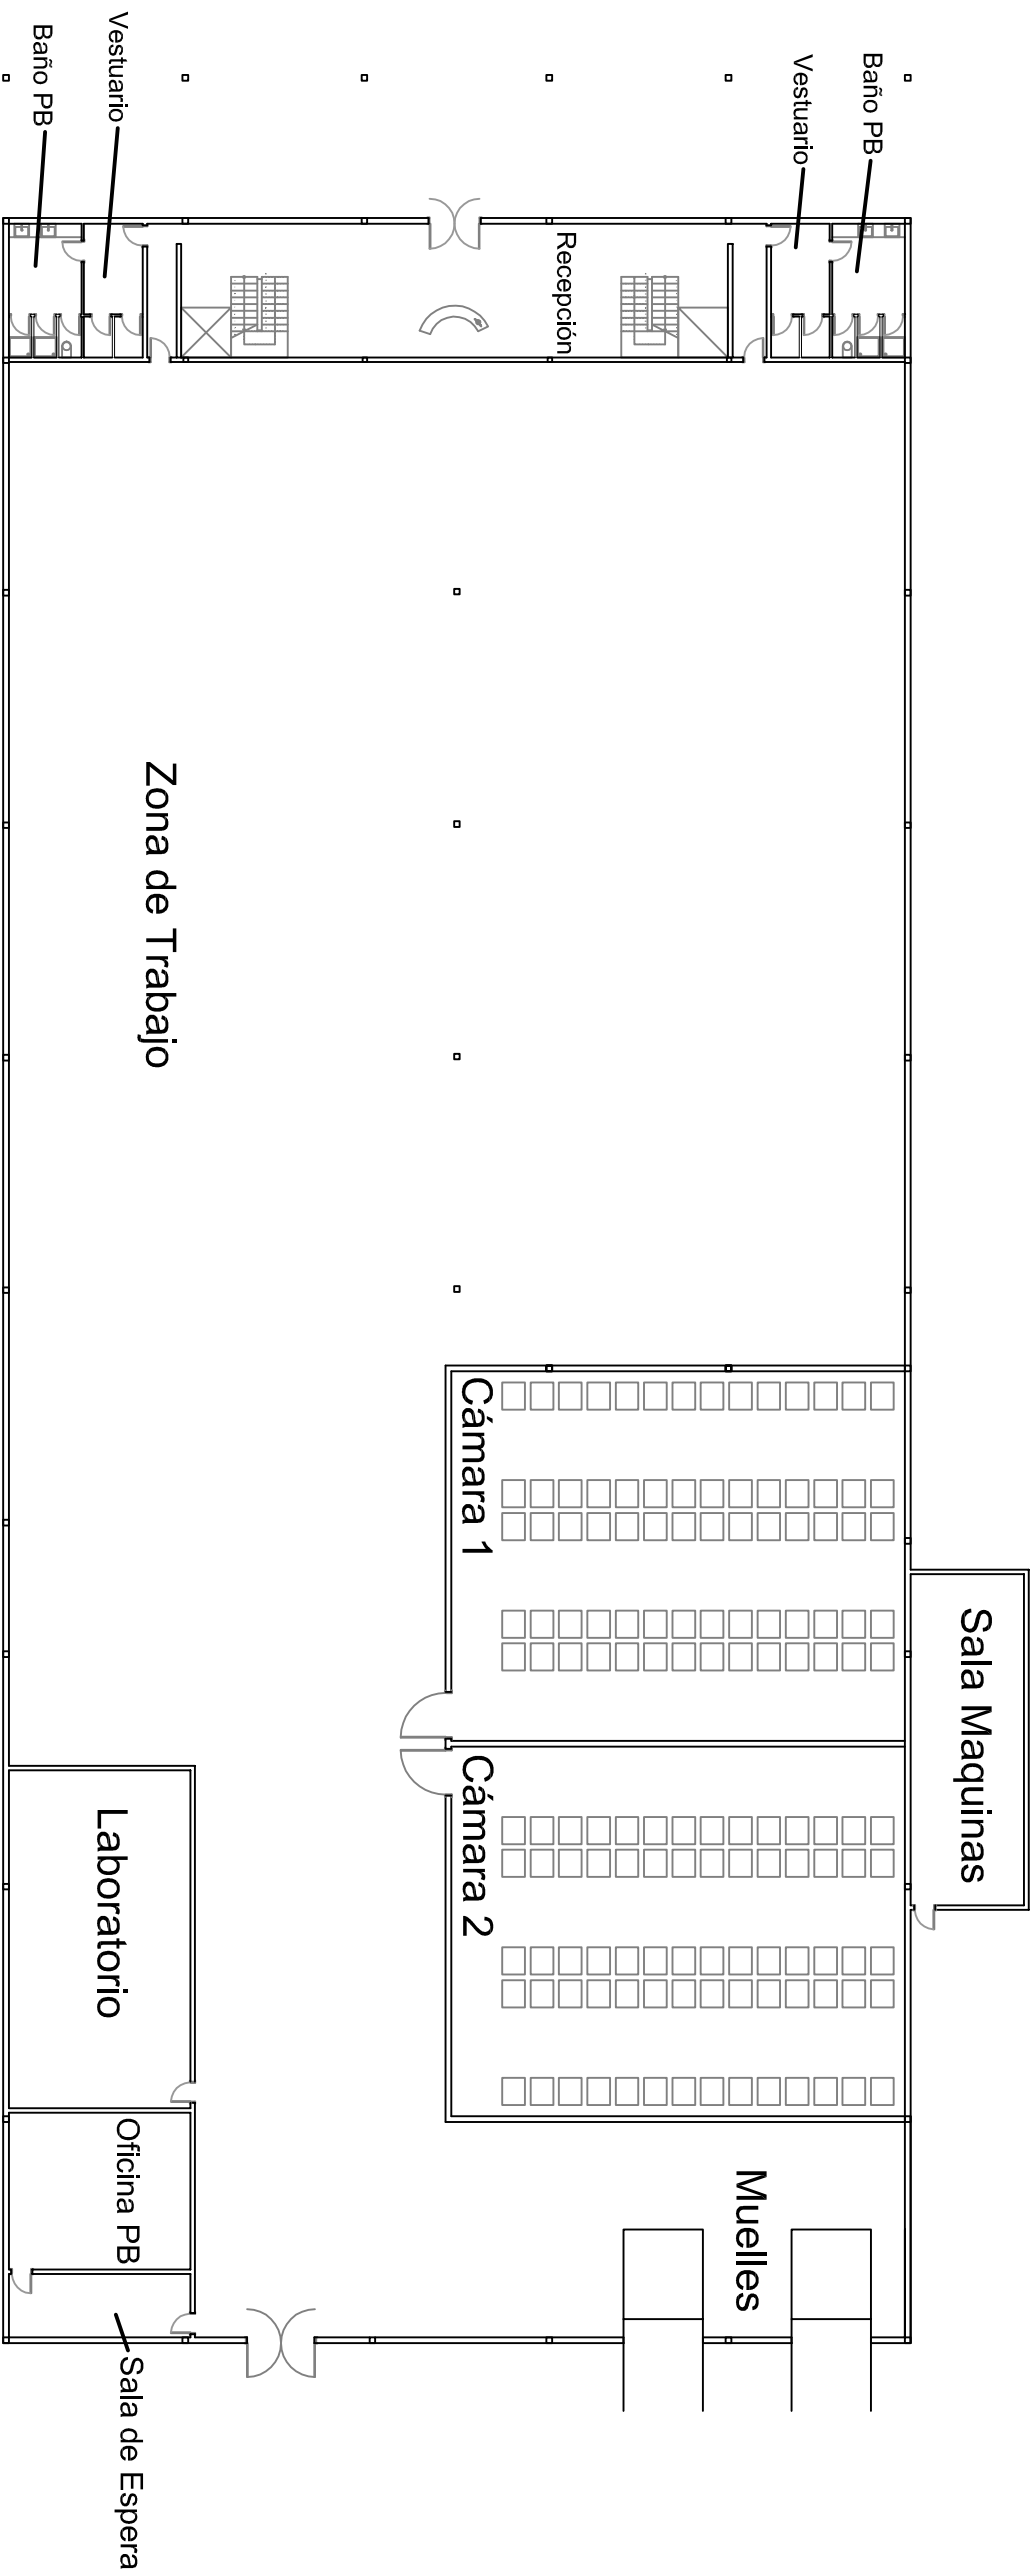 Baño PB
Vestuario
Vestuario
Baño PB
Recepción
Zona de Trabajo
Cámara 1
Sala Maquinas
Cámara 2
Laboratorio
Oficina PB
Muelles
Sala de Espera